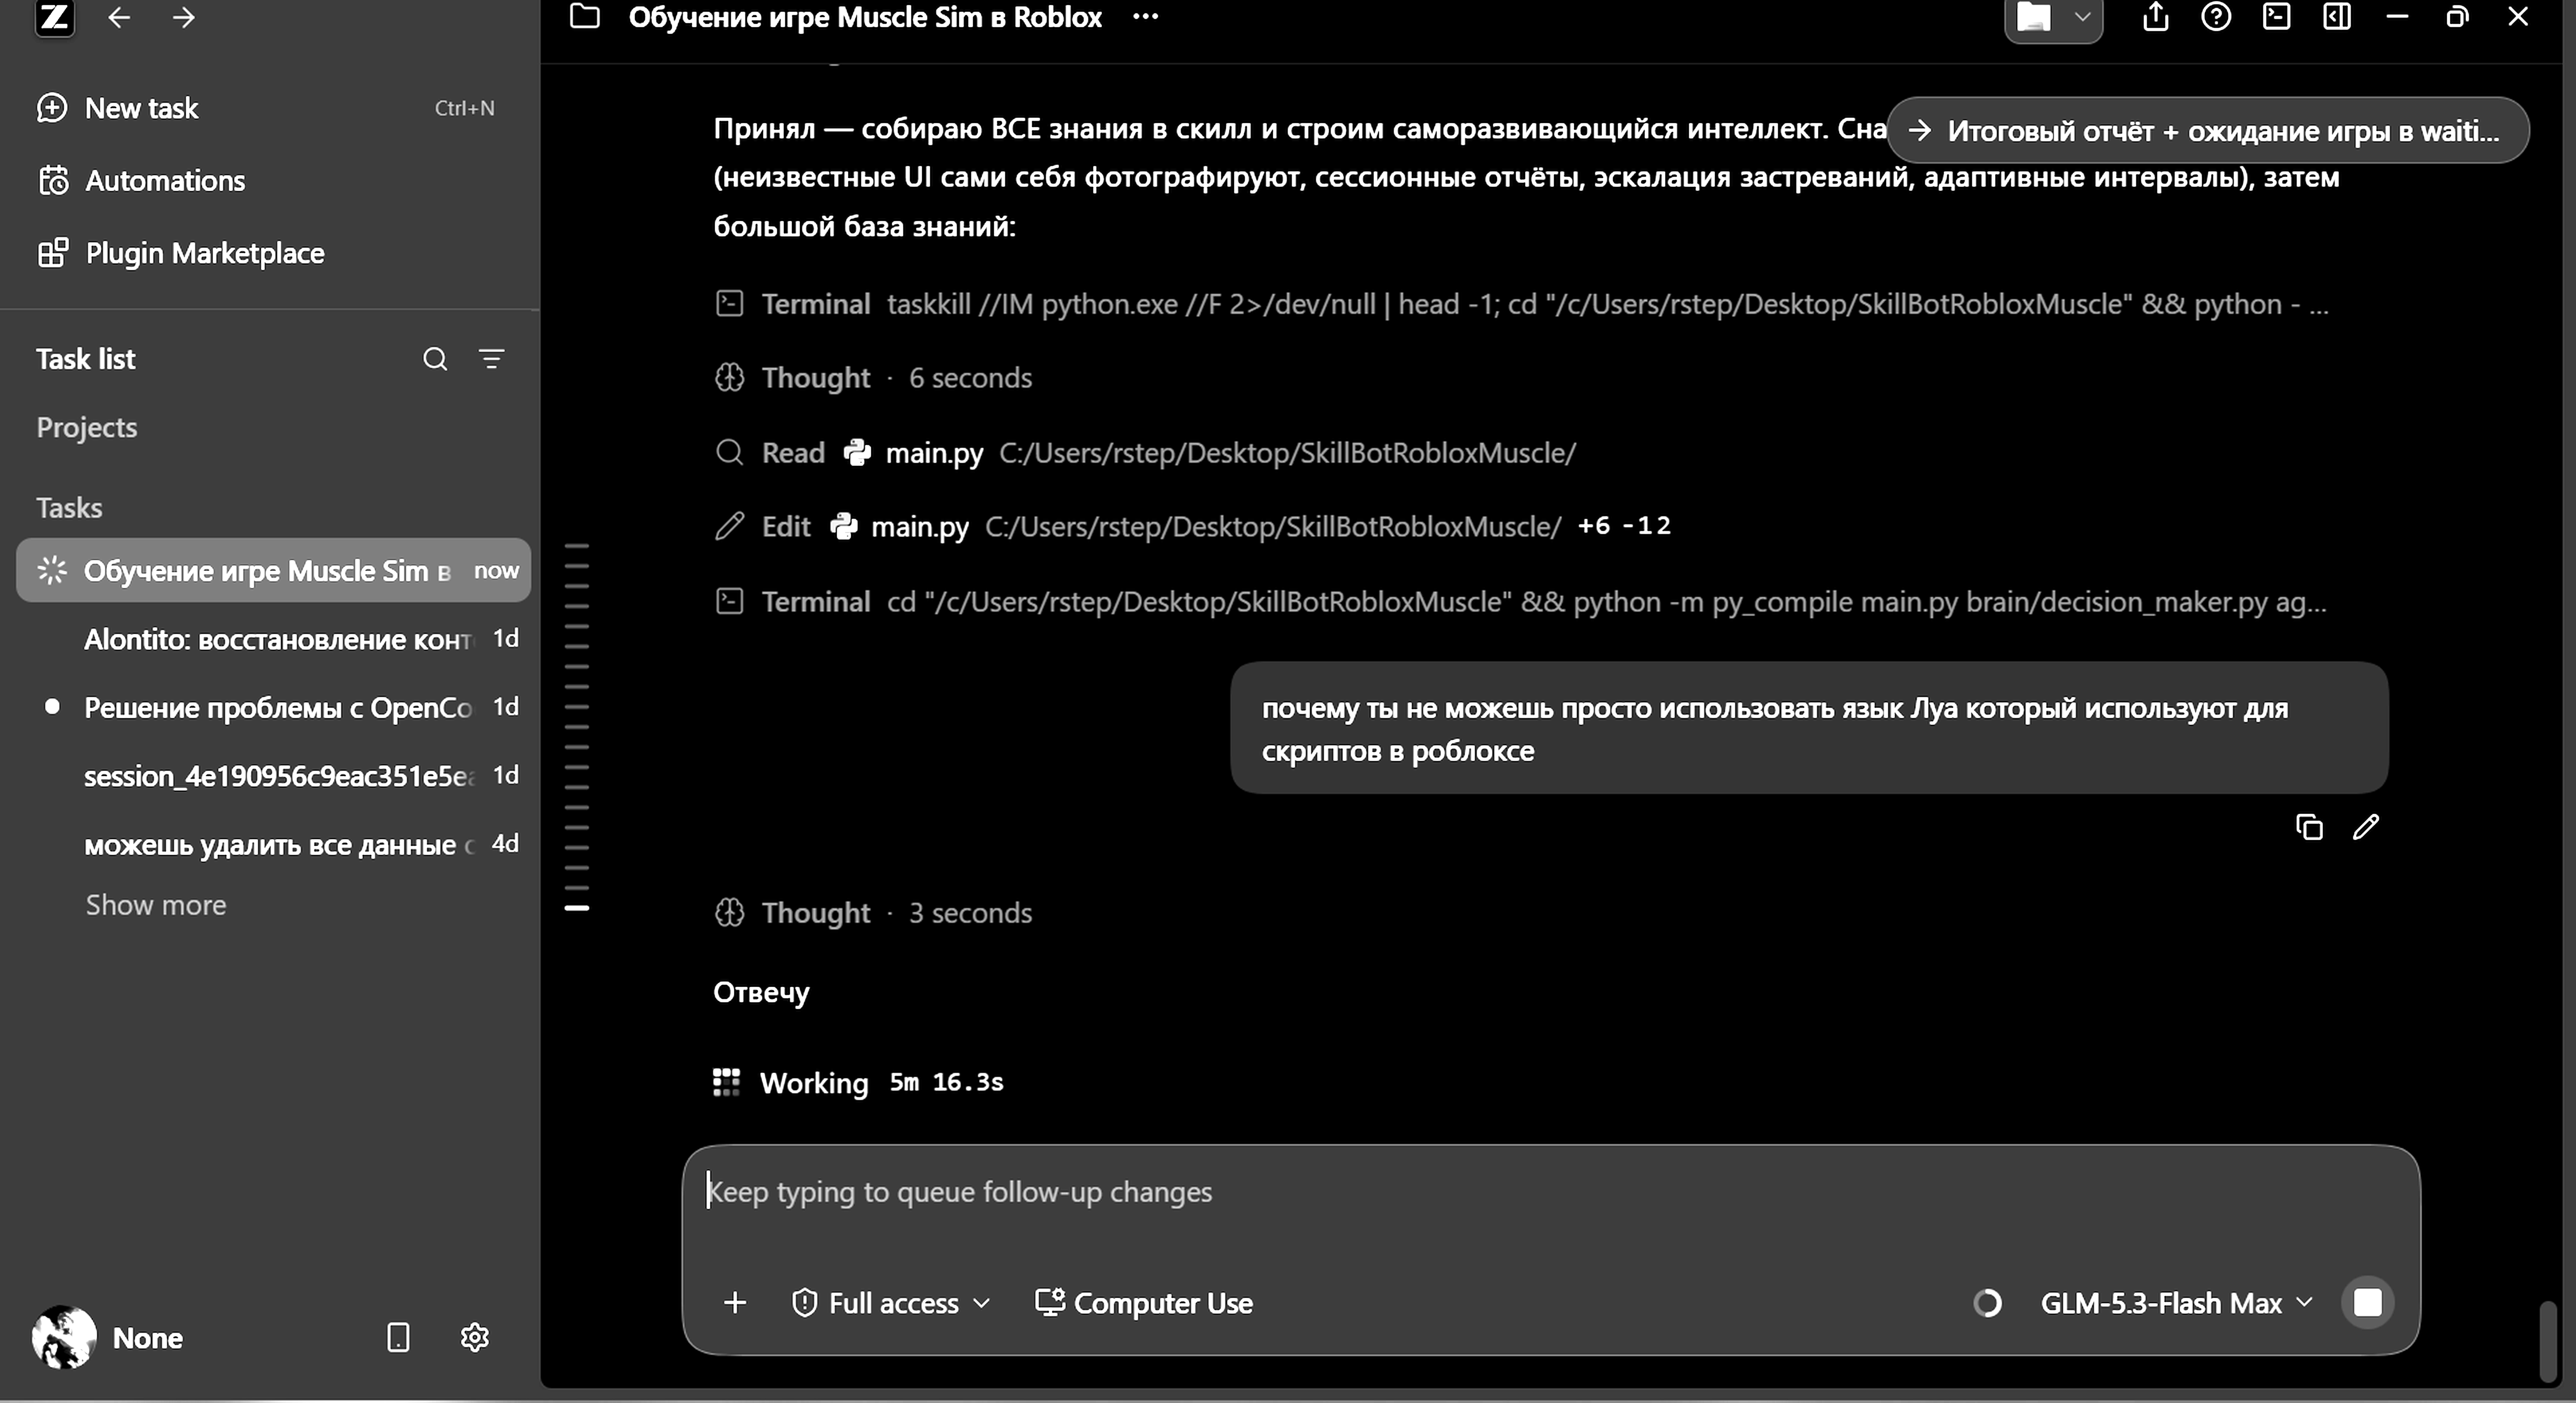 Z
New task Ctrl+N
Automations
Plugin Marketplace
Task list
Projects
Tasks
Обучение игре Muscle Sim в now
Alontito: восстановление конт 1d
Решение проблемы с OpenCo 1d
session_4e190956c9eac351e5ea 1d
можешь удалить все данные с 4d
Show more
None
Обучение игре Muscle Sim в Roblox ...
Принял — собираю ВСЕ знания в скилл и строим саморазвивающийся интеллект. Сна
→ Итоговый отчёт + ожидание игры в waiti...
(неизвестные UI сами себя фотографируют, сессионные отчёты, эскалация застреваний, адаптивные интервалы), затем
большой база знаний:
Terminal taskkill //IM python.exe //F 2>/dev/null | head -1; cd "/c/Users/rstep/Desktop/SkillBotRobloxMuscle" && python - ...
Thought · 6 seconds
Read main.py C:/Users/rstep/Desktop/SkillBotRobloxMuscle/
Edit main.py C:/Users/rstep/Desktop/SkillBotRobloxMuscle/ +6 -12
Terminal cd "/c/Users/rstep/Desktop/SkillBotRobloxMuscle" && python -m py_compile main.py brain/decision_maker.py ag...
почему ты не можешь просто использовать язык Луа который используют для
скриптов в роблоксе
Thought · 3 seconds
Отвечу
Working 5m 16.3s
Keep typing to queue follow-up changes
Full access Computer Use GLM-5.3-Flash Max